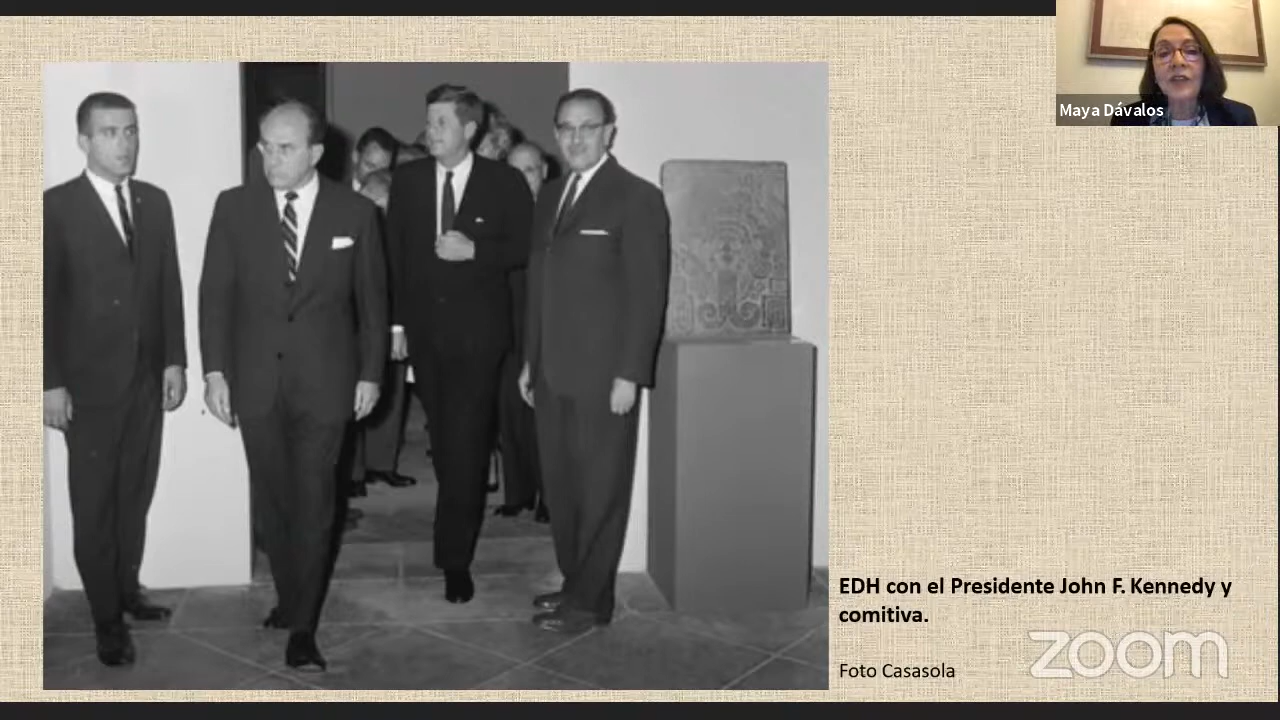 Maya Dávalos
EDH con el Presidente John F. Kennedy y
comitiva.
Foto Casasola
zoom